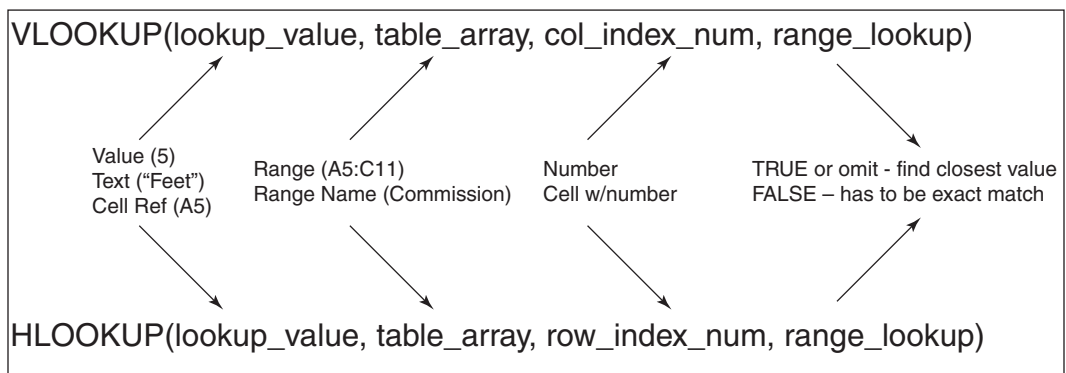 VLOOKUP(lookup_value, table_array, col_index_num, range_lookup)
Value (5)
Text (“Feet”)
Cell Ref (A5)
Range (A5:C11)
Range Name (Commission)
Number
Cell w/number
TRUE or omit - find closest value
FALSE – has to be exact match
HLOOKUP(lookup_value, table_array, row_index_num, range_lookup)